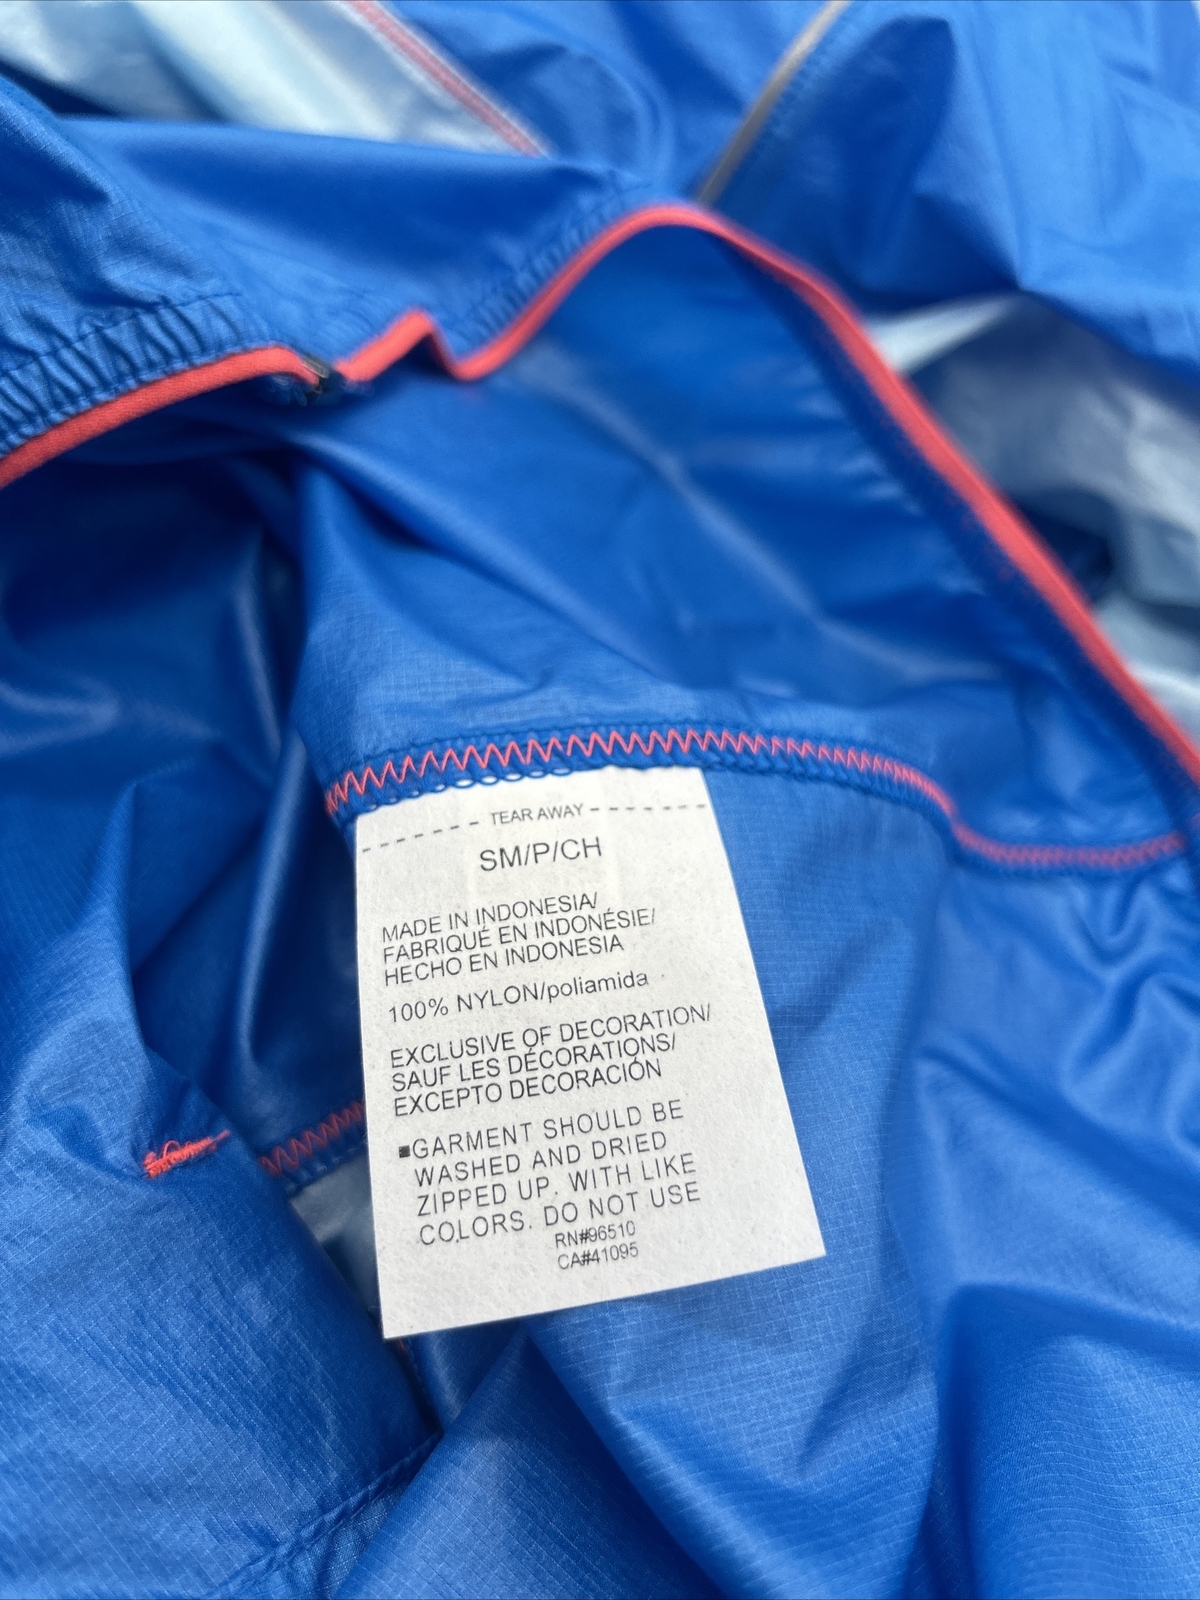 TEAR AWAY
SM/P/CH
MADE IN INDONESIA/
FABRIQUÉ EN INDONÉSIE/
HECHO EN INDONESIA
100% NYLON/poliamida
EXCLUSIVE OF DECORATION/
SAUF LES DÉCORATIONS/
EXCEPTO DECORACIÓN
■GARMENT SHOULD BE
WASHED AND DRIED
ZIPPED UP, WITH LIKE
COLORS. DO NOT USE
RN#96510
CA#41095